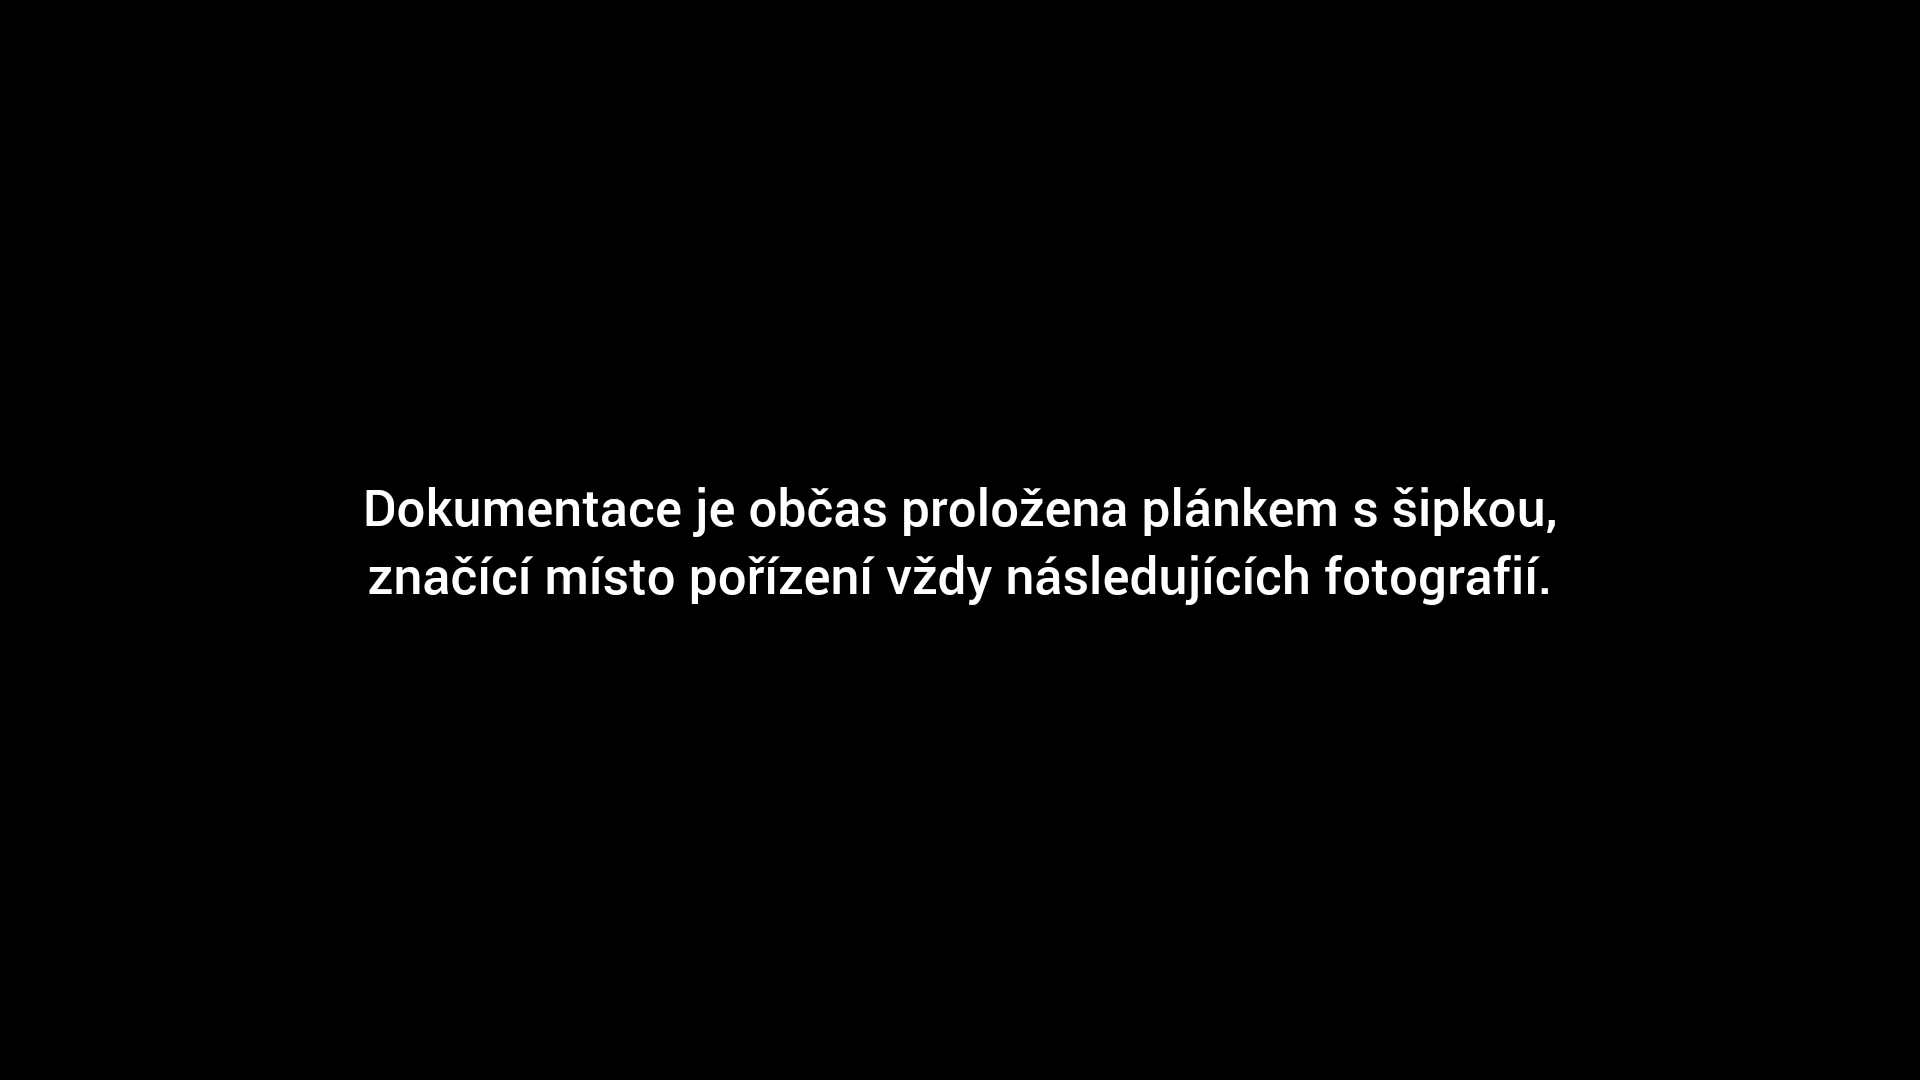 Dokumentace je občas proložena plánkem s šipkou,
značící místo pořízení vždy následujících fotografií.